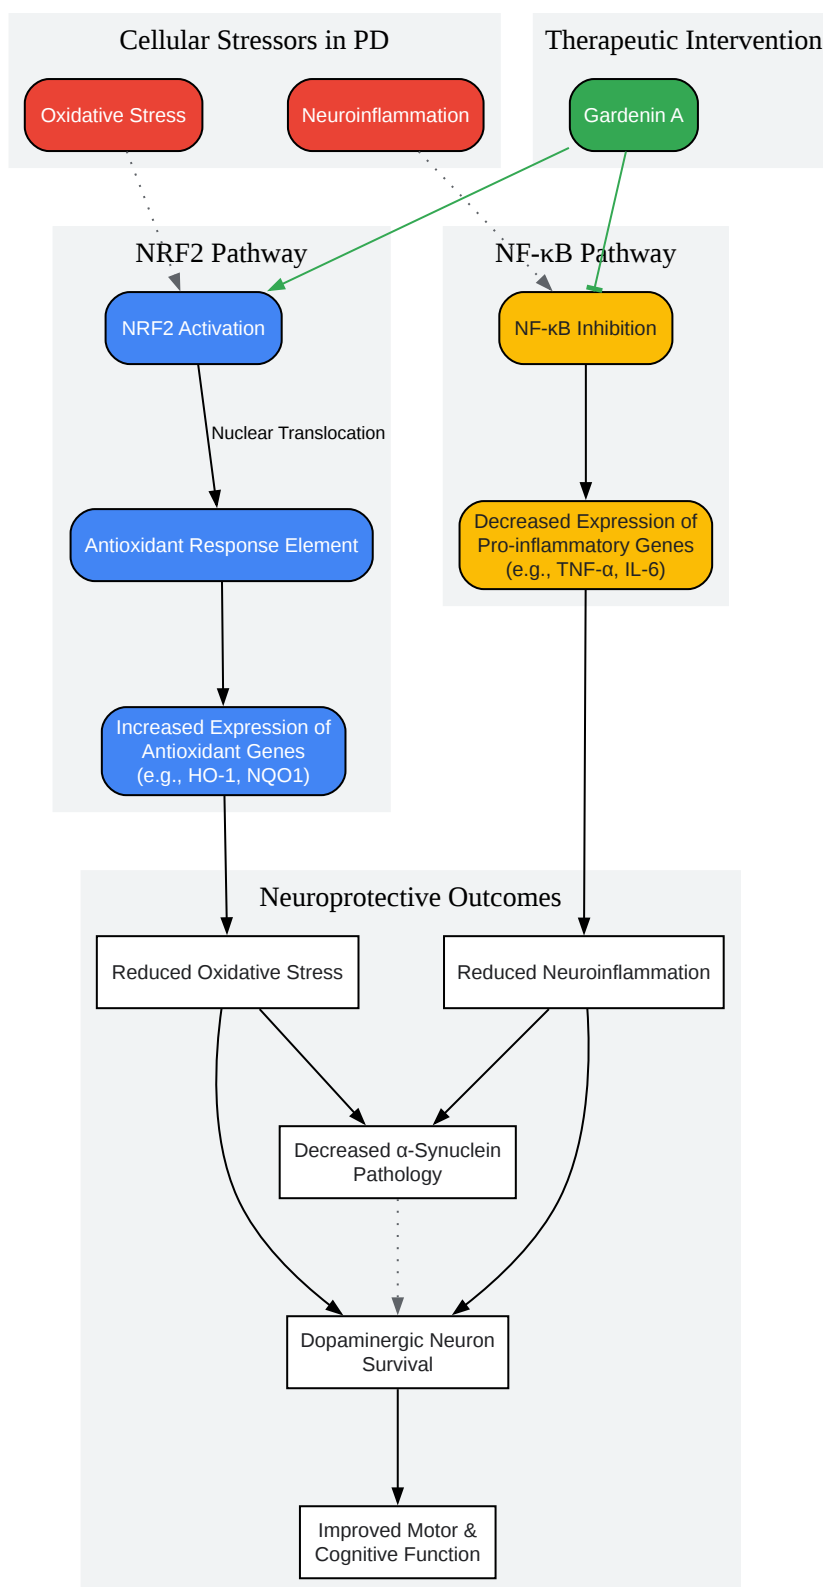 Cellular Stressors in PD
Therapeutic Intervention
Oxidative Stress
Neuroinflammation
Gardenin A
NRF2 Pathway
NF-κB Pathway
NRF2 Activation
NF-κB Inhibition
Nuclear Translocation
Antioxidant Response Element
Decreased Expression of
Pro-inflammatory Genes
(e.g., TNF-α, IL-6)
Increased Expression of
Antioxidant Genes
(e.g., HO-1, NQO1)
Neuroprotective Outcomes
Reduced Oxidative Stress
Reduced Neuroinflammation
Decreased α-Synuclein
Pathology
Dopaminergic Neuron
Survival
Improved Motor &
Cognitive Function